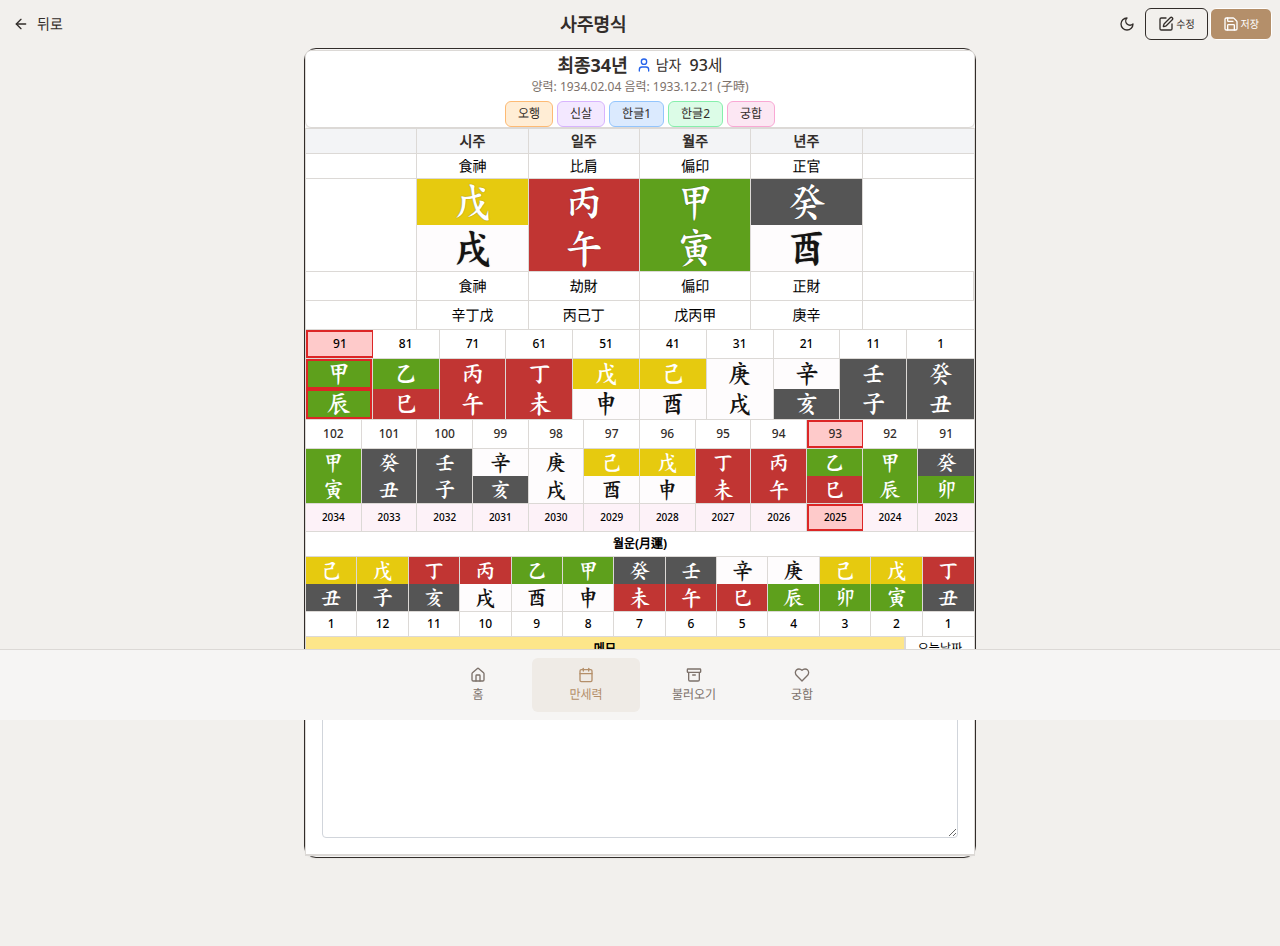 뒤로
사주명식
수정
저장
최종34년 남자 93세
양력: 1934.02.04 음력: 1933.12.21 (子時)
오행 신살 한글1 한글2 궁합
시주 일주 월주 년주
食神 比肩 偏印 正官
戊 丙 甲 癸
戌 午 寅 酉
食神 劫財 偏印 正財
辛丁戊 丙己丁 戊丙甲 庚辛
91 81 71 61 51 41 31 21 11 1
甲 乙 丙 丁 戊 己 庚 辛 壬 癸
辰 巳 午 未 申 酉 戌 亥 子 丑
102 101 100 99 98 97 96 95 94 93 92 91
甲 癸 壬 辛 庚 己 戊 丁 丙 乙 甲 癸
寅 丑 子 亥 戌 酉 申 未 午 巳 辰 卯
2034 2033 2032 2031 2030 2029 2028 2027 2026 2025 2024 2023
월운(月運)
己 戊 丁 丙 乙 甲 癸 壬 辛 庚 己 戊 丁
丑 子 亥 戌 酉 申 未 午 巳 辰 卯 寅 丑
1 12 11 10 9 8 7 6 5 4 3 2 1
메모 오늘날짜
홈 만세력 불러오기 궁합